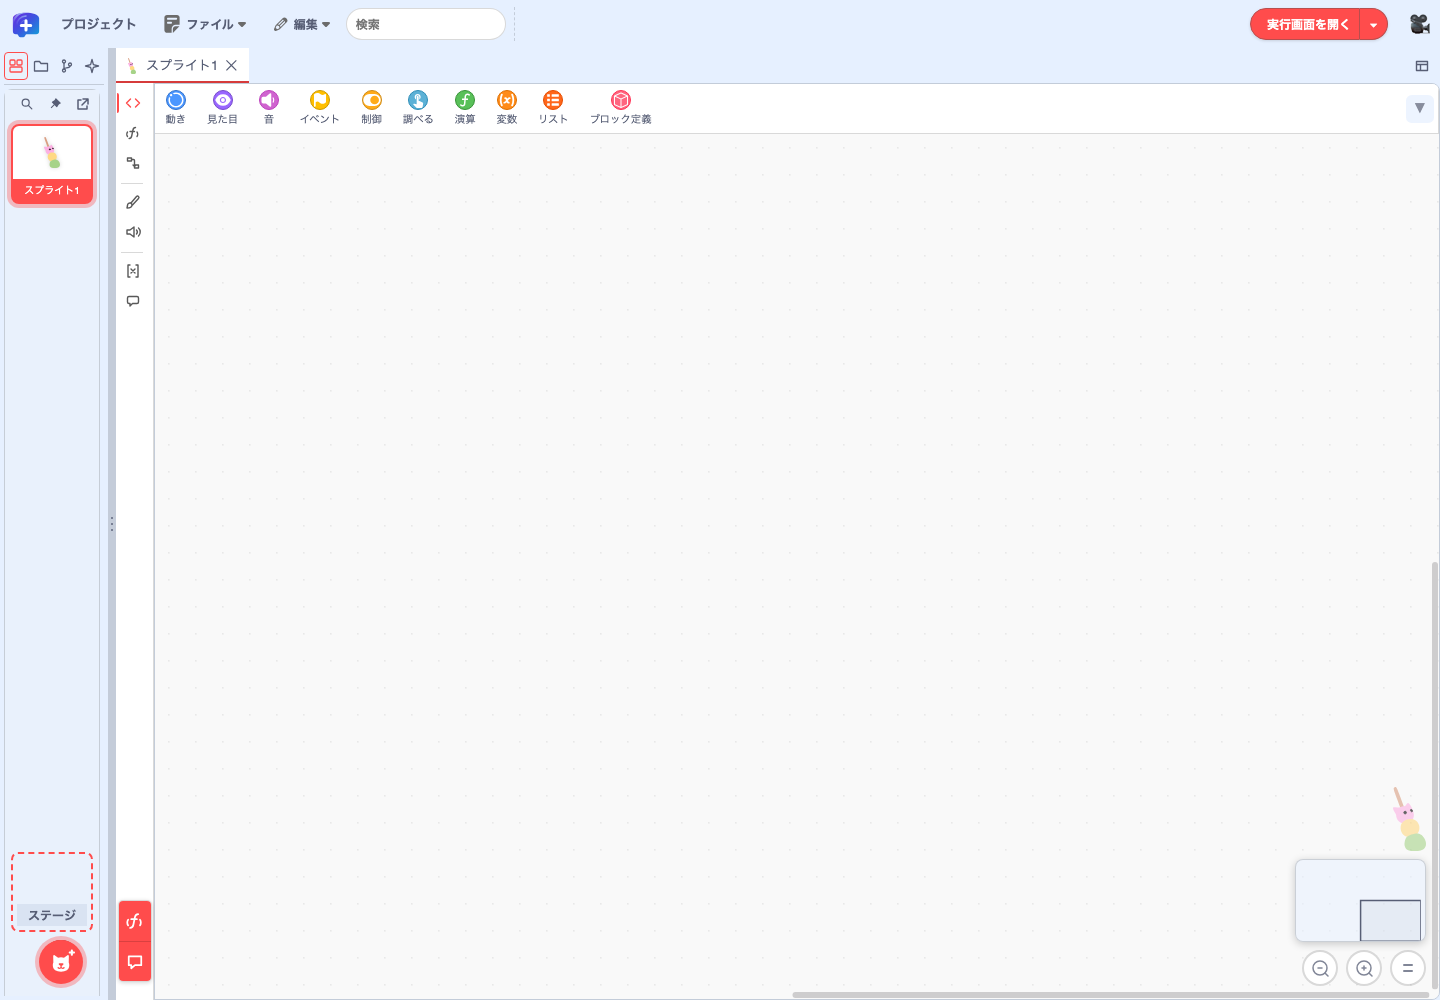 プロジェクト
ファイル
編集
検索
実行画面を開く
スプライト1
動き
見た目
音
イベント
制御
調べる
演算
変数
リスト
ブロック定義
スプライト1
ステージ